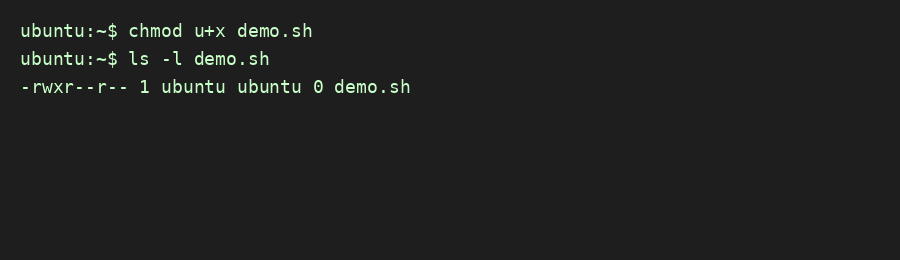 ubuntu:~$ chmod u+x demo.sh
ubuntu:~$ ls -l demo.sh
-rwxr--r-- 1 ubuntu ubuntu 0 demo.sh